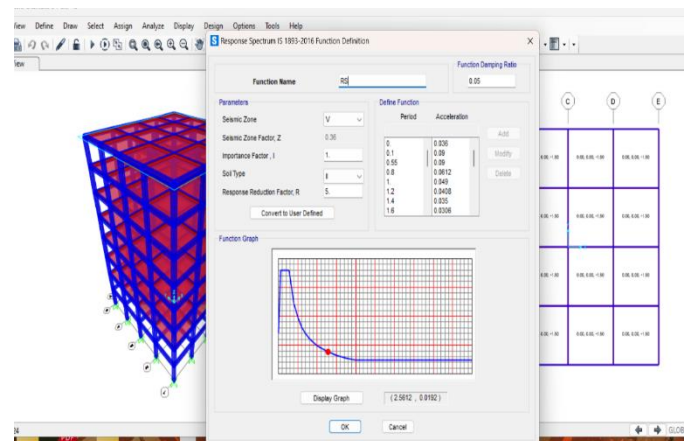 View Define Draw Select Assign Analyze Display Design Options Tools Help
View
Response Spectrum IS 1893-2016 Function Definition
Function Name RS
Function Damping Ratio
0.05
Parameters
Seismic Zone V
Seismic Zone Factor, Z 0.36
Importance Factor , I 1.
Soil Type II
Response Reduction Factor, R 5.
Convert to User Defined
Define Function
Period Acceleration
0. 0.036
0.1 0.09
0.55 0.09
0.8 0.0612
1. 0.049
1.2 0.0408
1.4 0.035
1.6 0.0306
Add
Modify
Delete
Function Graph
Display Graph
(2.5612 , 0.0192)
OK
Cancel
C D E
GLOB